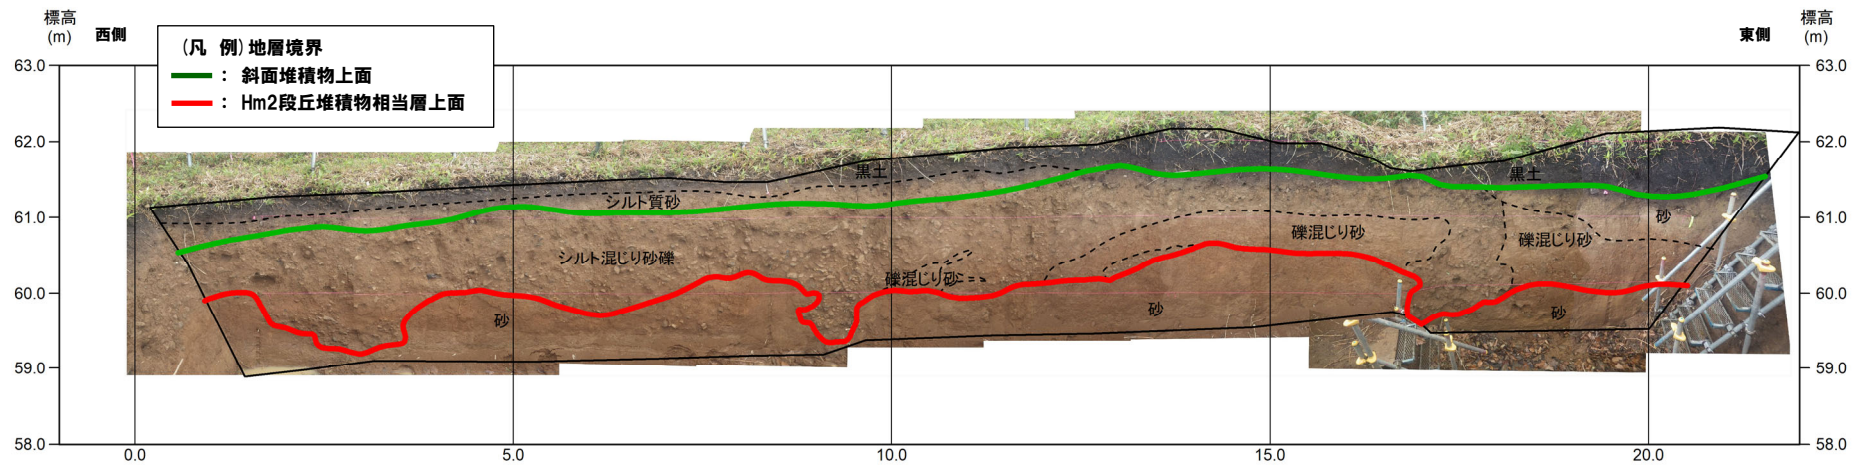 標高
(m)
西側
東側
標高
(m)
(凡 例)地層境界
： 斜面堆積物上面
： Hm2段丘堆積物相当層上面
63.0
63.0
62.0
62.0
61.0
61.0
60.0
60.0
59.0
59.0
58.0
58.0
黒土
黒土
シルト質砂
砂
シルト混じり砂礫
礫混じり砂
礫混じり砂
礫混じり砂
砂
砂
砂
0.0
5.0
10.0
15.0
20.0